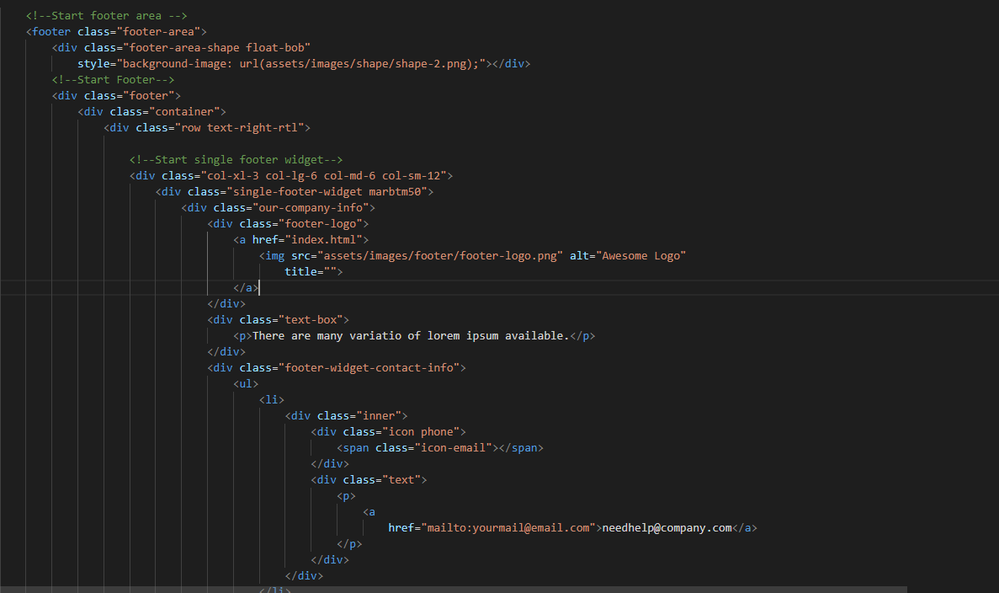 <!--Start footer area -->
<footer class="footer-area">
<div class="footer-area-shape float-bob"
style="background-image: url(assets/images/shape/shape-2.png);"></div>
<!--Start Footer-->
<div class="footer">
<div class="container">
<div class="row text-right-rtl">
<!--Start single footer widget-->
<div class="col-xl-3 col-lg-6 col-md-6 col-sm-12">
<div class="single-footer-widget marbtm50">
<div class="our-company-info">
<div class="footer-logo">
<a href="index.html">
<img src="assets/images/footer/footer-logo.png" alt="Awesome Logo"
title="">
</a>
</div>
<div class="text-box">
<p>There are many variatio of lorem ipsum available.</p>
</div>
<div class="footer-widget-contact-info">
<ul>
<li>
<div class="inner">
<div class="icon phone">
<span class="icon-email"></span>
</div>
<div class="text">
<p>
<a
href="mailto:yourmail@email.com">needhelp@company.com</a>
</p>
</div>
</div>
</li>